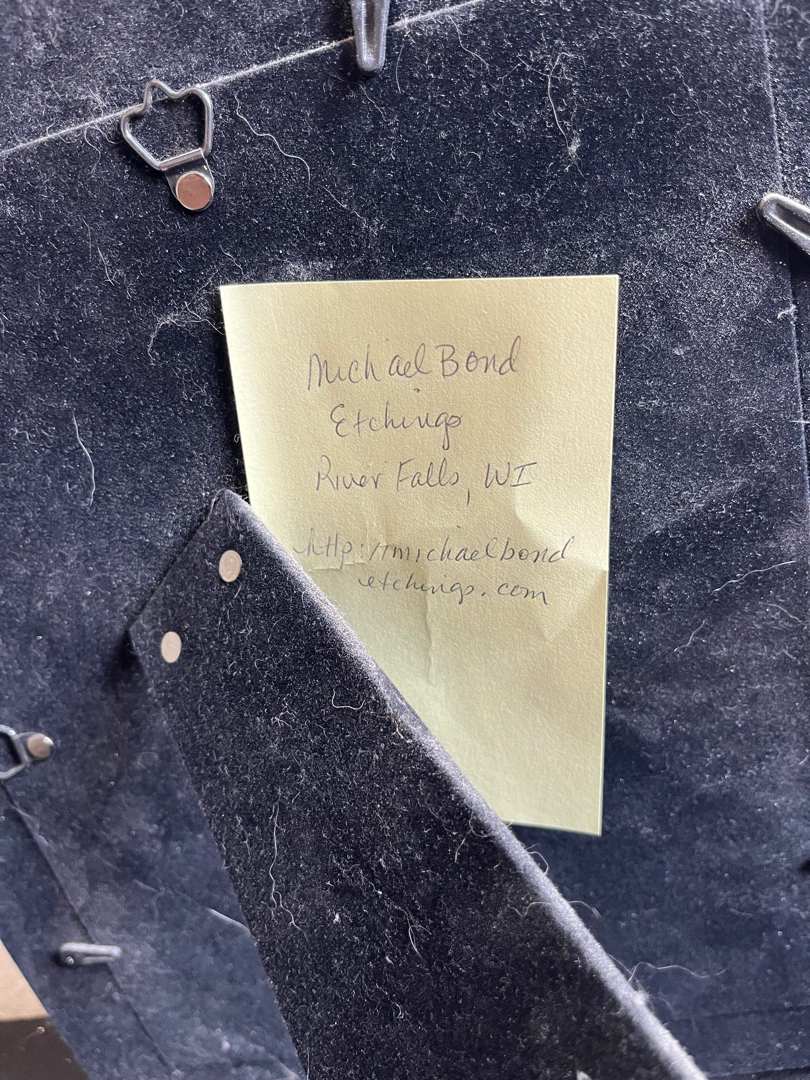 Michael Bond
Etchings
River Falls, WI
http://michaelbond
etchings.com